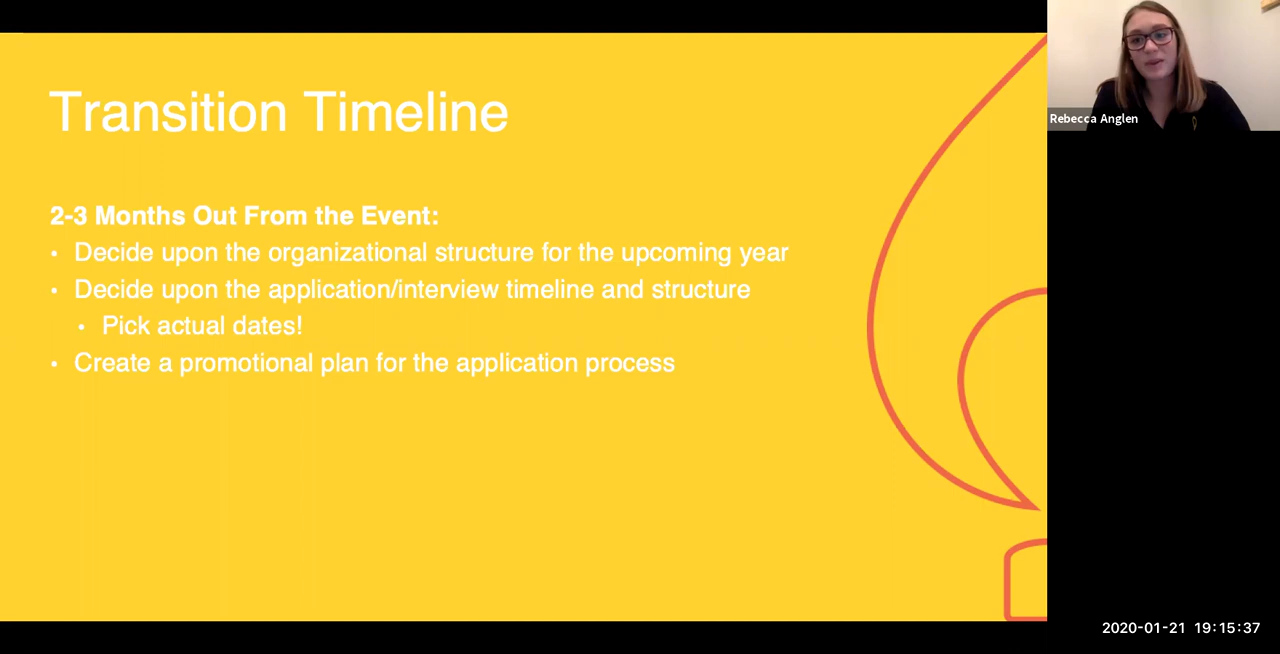 Transition Timeline
2-3 Months Out From the Event:
• Decide upon the organizational structure for the upcoming year
• Decide upon the application/interview timeline and structure
• Pick actual dates!
• Create a promotional plan for the application process
Rebecca Anglen
2020-01-21 19:15:37